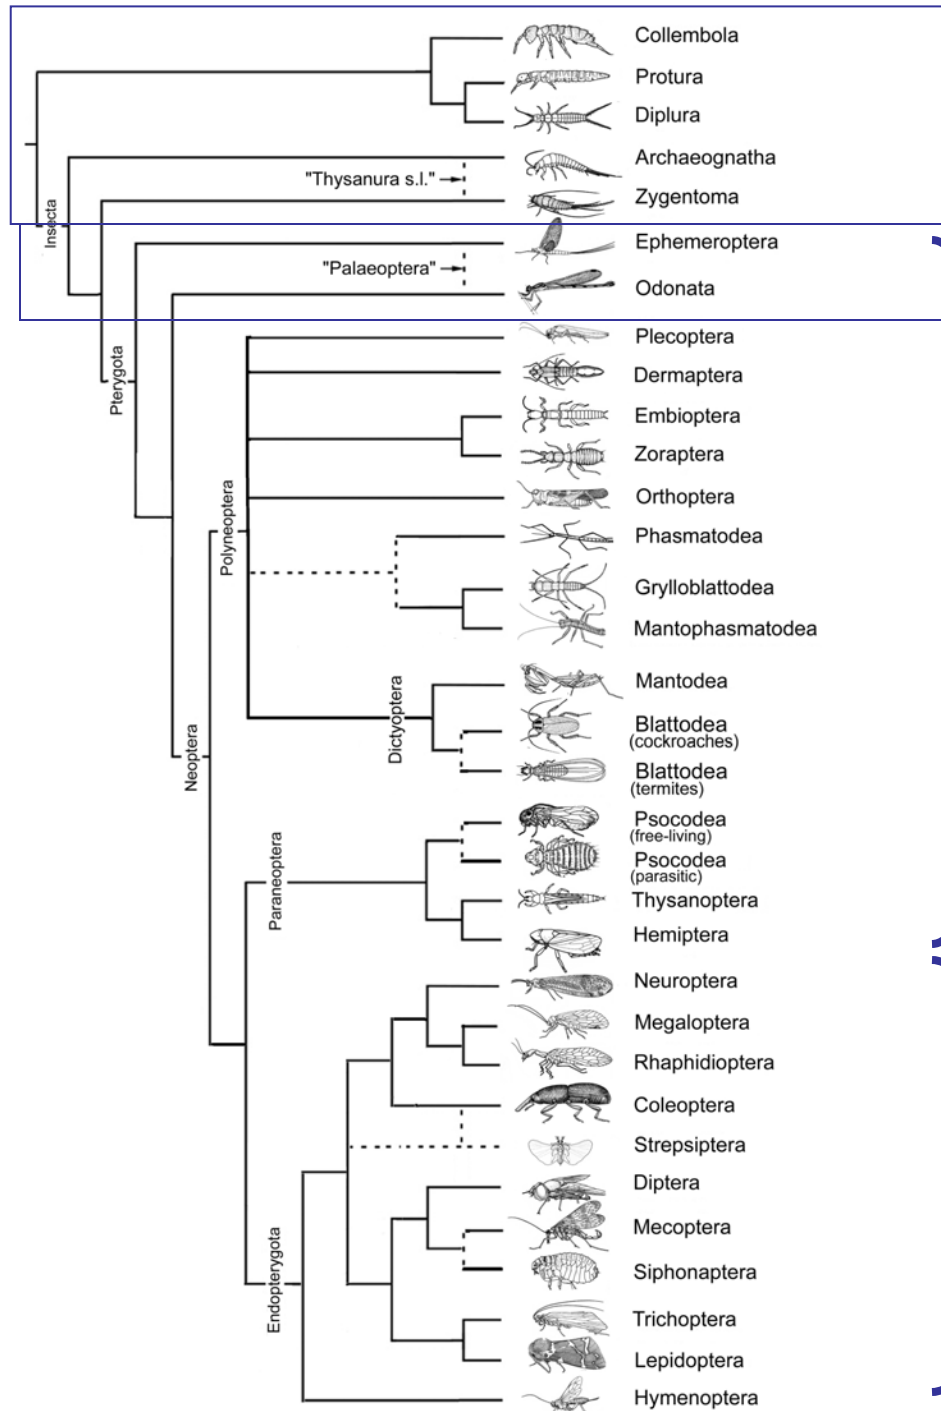 Collembola
Protura
Diplura
Archaeognatha
"Thysanura s.l."
Zygentoma
Insecta
Ephemeroptera
"Palaeoptera"
Odonata
Plecoptera
Pterygota
Dermaptera
Embioptera
Zoraptera
Orthoptera
Polyneoptera
Phasmatodea
Grylloblattodea
Mantophasmatodea
Mantodea
Dictyoptera
Blattodea
(cockroaches)
Neoptera
Blattodea
(termites)
Psocodea
(free-living)
Psocodea
(parasitic)
Paraneoptera
Thysanoptera
Hemiptera
Neuroptera
Megaloptera
Rhaphidioptera
Coleoptera
Strepsiptera
Diptera
Mecoptera
Siphonaptera
Endopterygota
Trichoptera
Lepidoptera
Hymenoptera